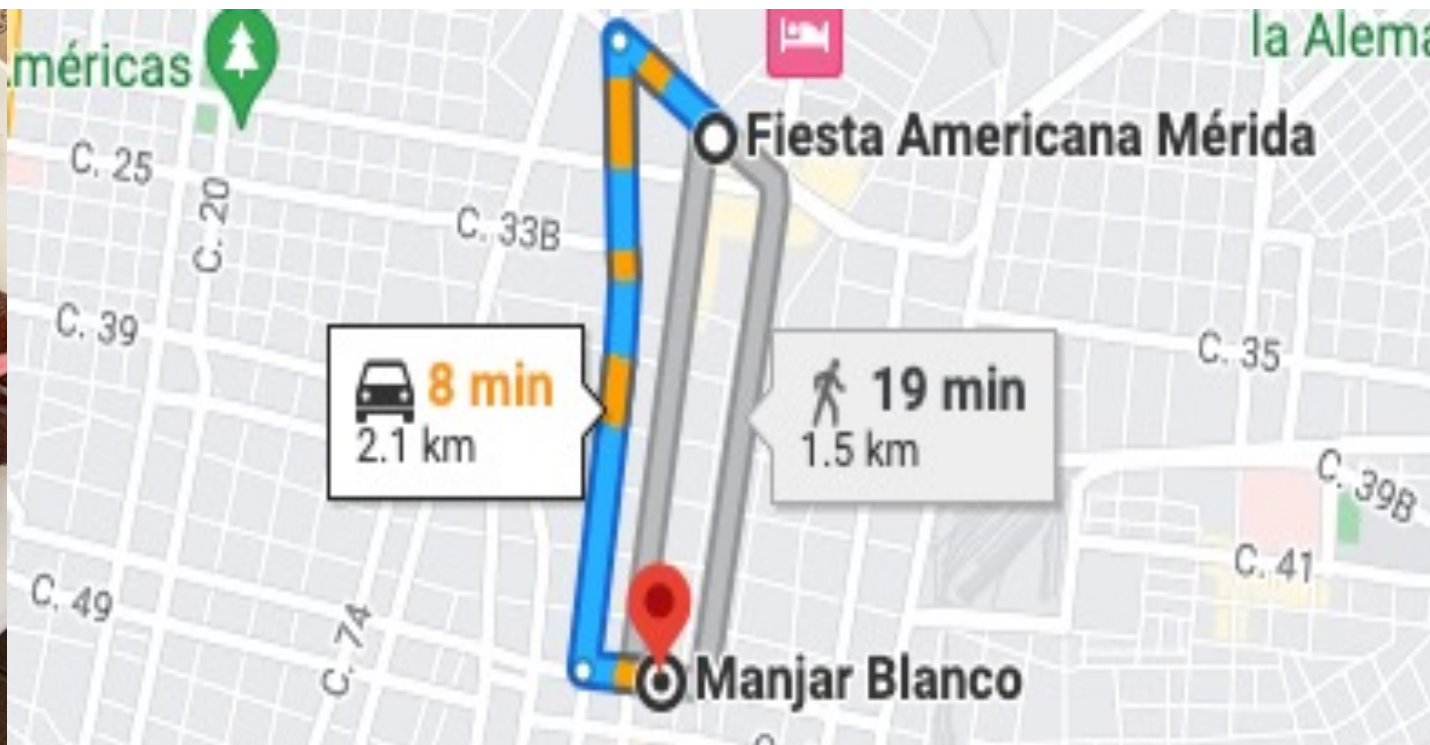 méricas
la Alema
Fiesta Americana Mérida
C. 25
C. 20
C. 33B
C. 39
C. 35
8 min
2.1 km
19 min
1.5 km
C. 39B
C. 41
C. 49
C. 7A
Manjar Blanco